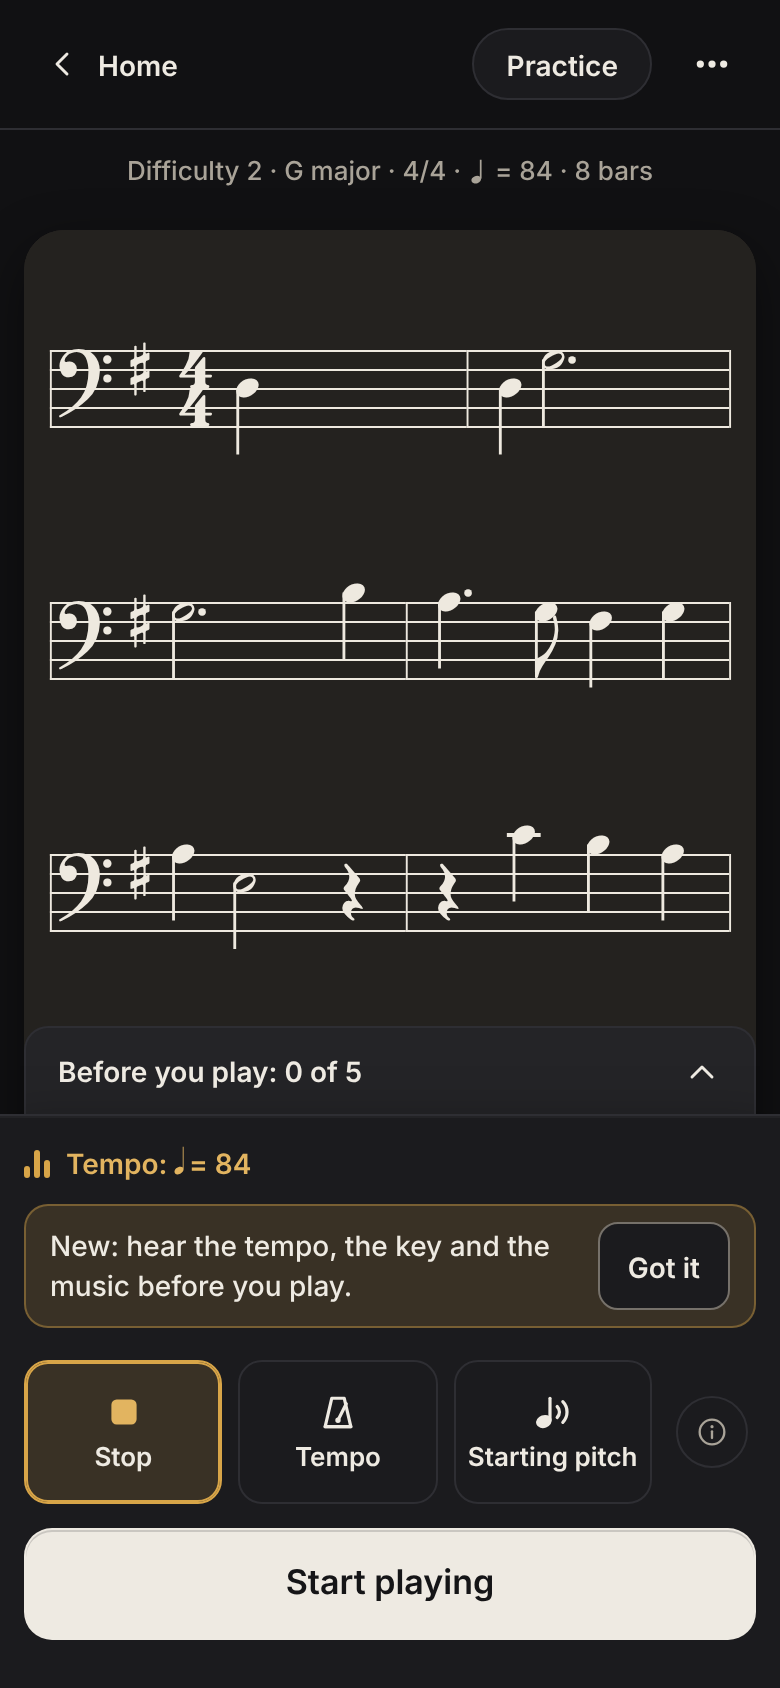 Home
Practice
Difficulty 2 · G major · 4/4 · ♩ = 84 · 8 bars
4
4
Before you play: 0 of 5
Tempo: ♩= 84
New: hear the tempo, the key and the
music before you play.
Got it
Stop
Tempo
Starting pitch
Start playing